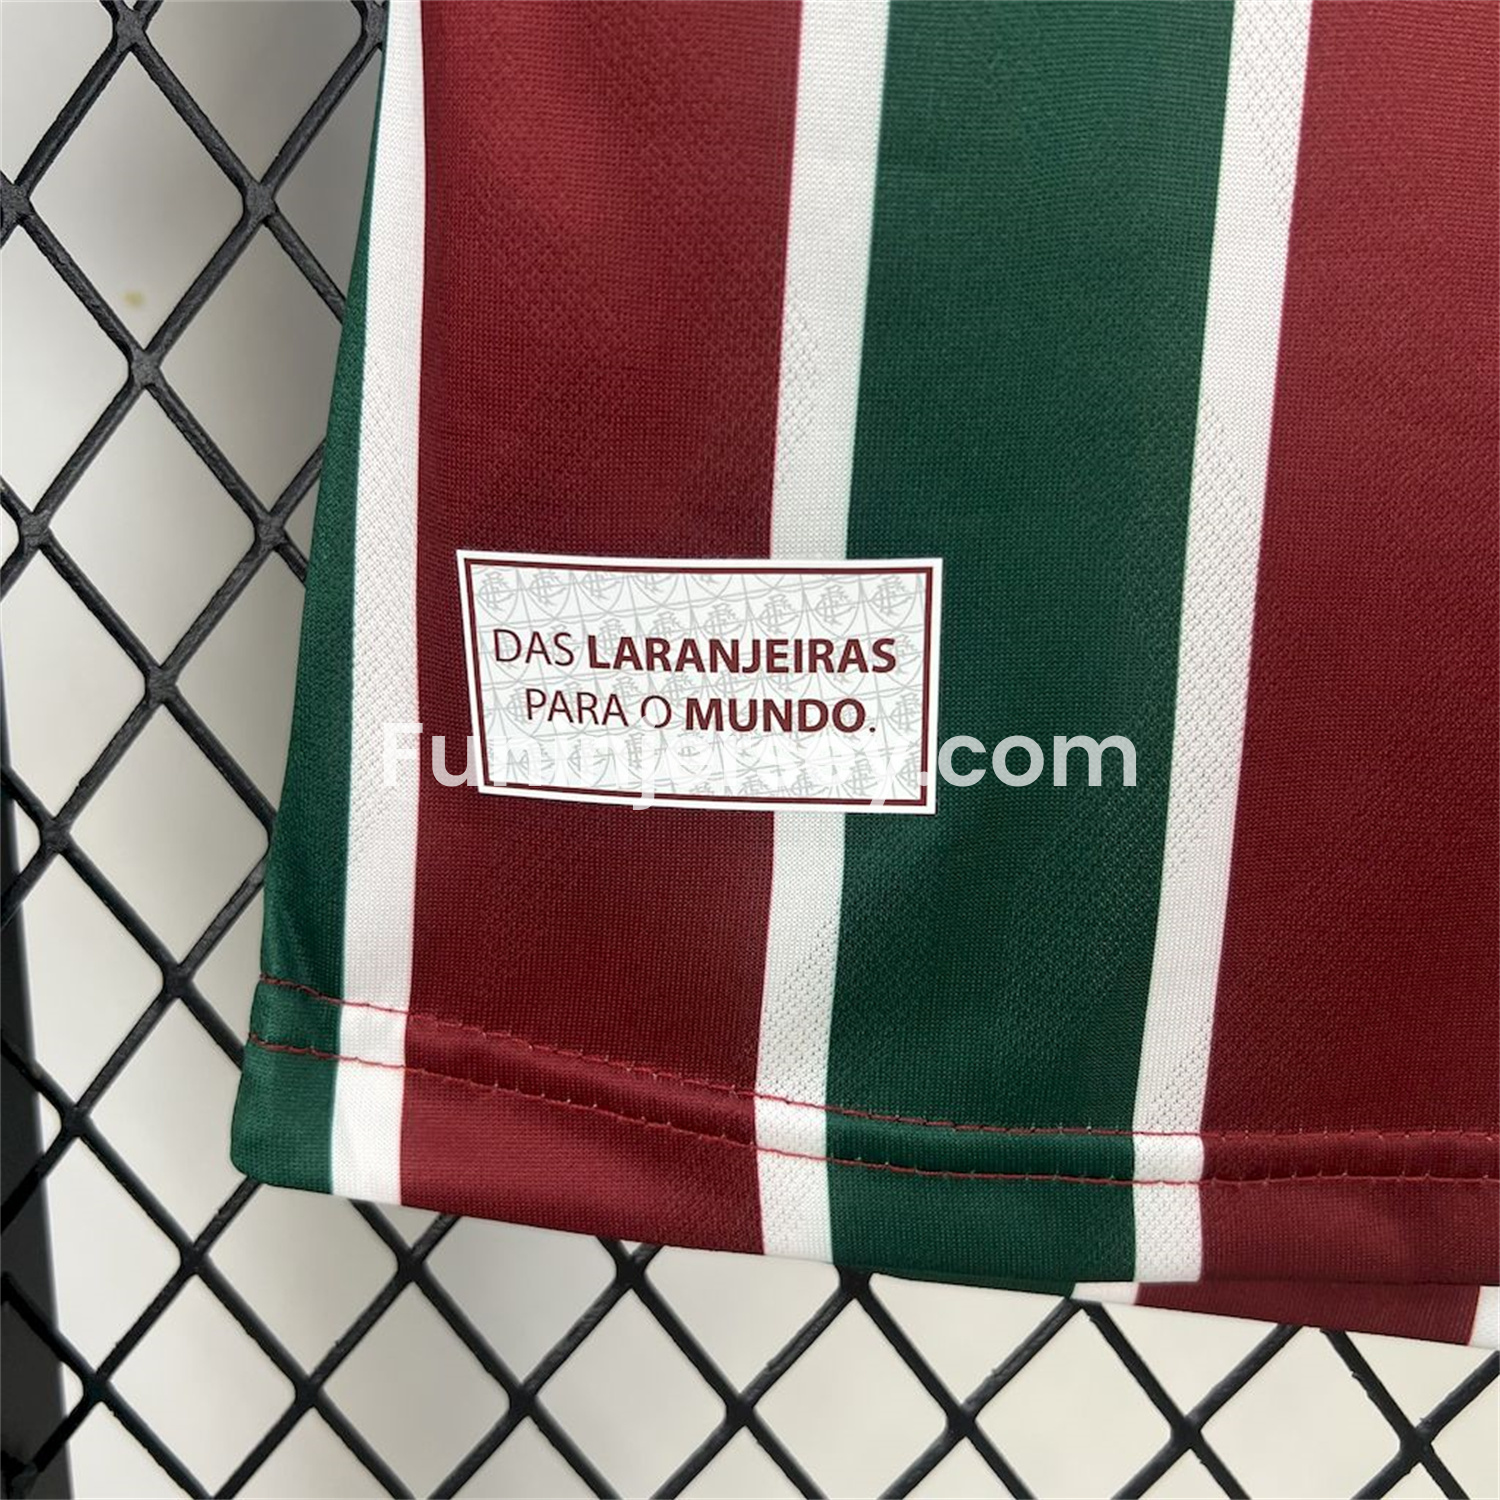 DAS LARANJEIRAS
PARA O MUNDO.